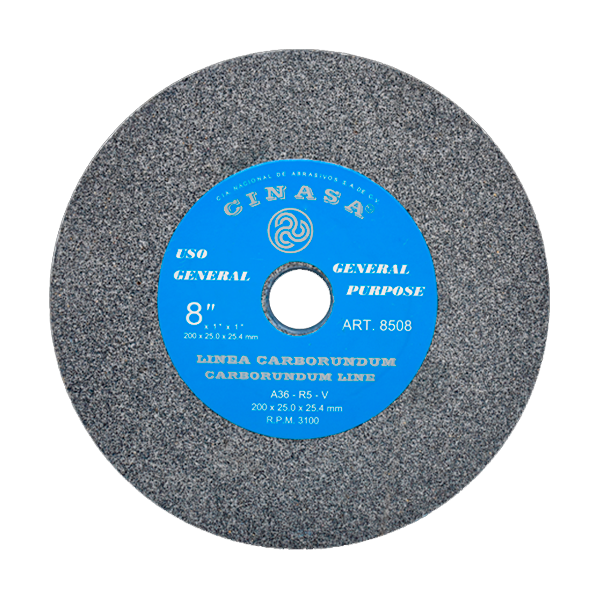 CIA. NACIONAL DE ABRASIVOS S.A. DE C.V.
CINASA
USO
GENERAL
GENERAL
PURPOSE
8"
x 1" x 1"
200 x 25.0 x 25.4 mm
ART. 8508
LINEA CARBORUNDUM
CARBORUNDUM LINE
A36 - R5 - V
200 x 25.0 x 25.4 mm
R.P.M. 3100